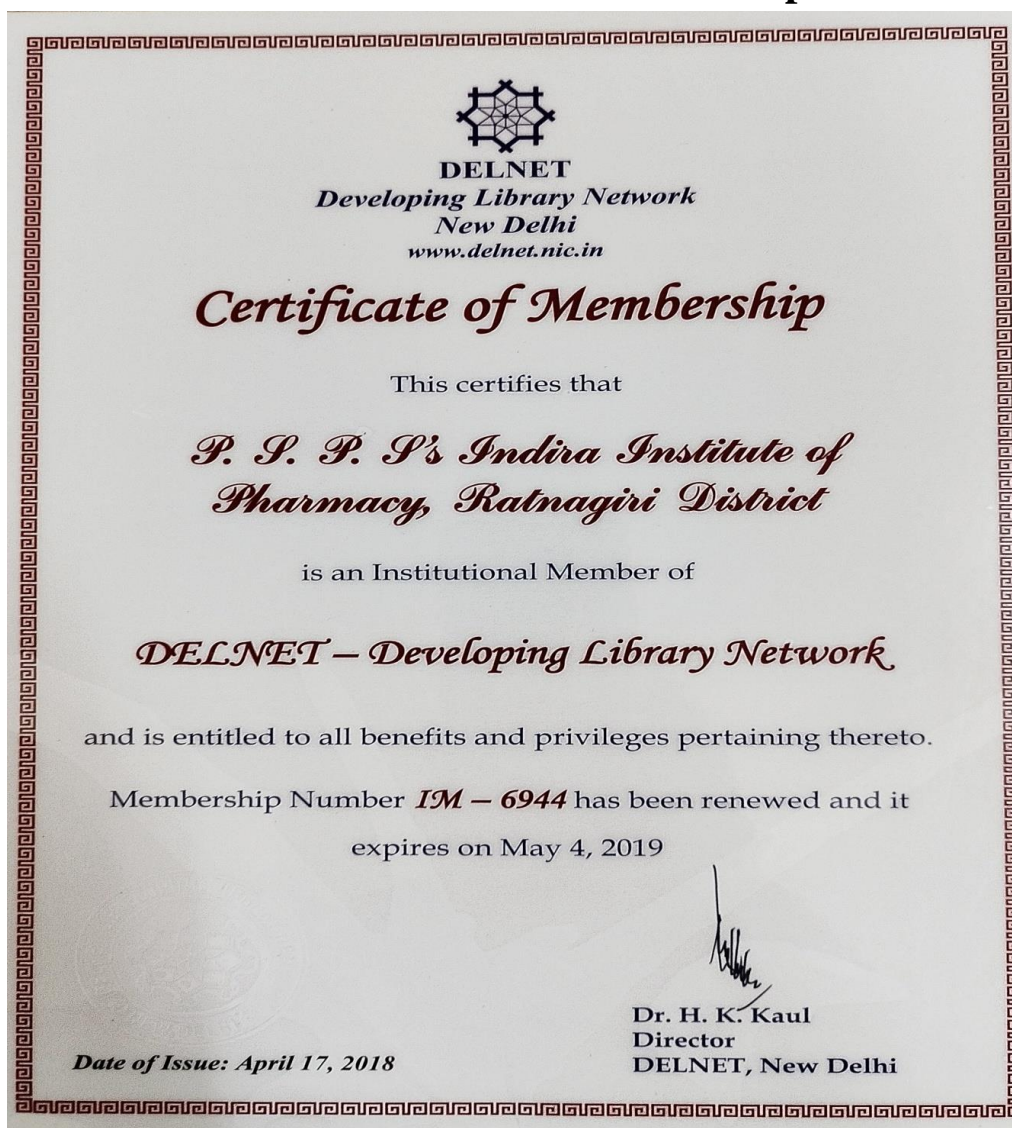 DELNET
Developing Library Network
New Delhi
www.delnet.nic.in
Certificate of Membership
This certifies that
P. S. P. S's Indira Institute of
Pharmacy, Ratnagiri District
is an Institutional Member of
DELNET – Developing Library Network
and is entitled to all benefits and privileges pertaining thereto.
Membership Number IM – 6944 has been renewed and it
expires on May 4, 2019
Dr. H. K. Kaul
Director
DELNET, New Delhi
Date of Issue: April 17, 2018